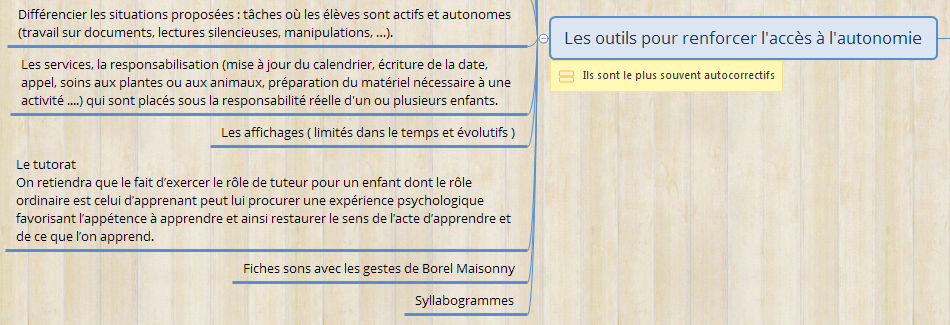 Différencier les situations proposées : tâches où les élèves sont actifs et autonomes
(travail sur documents, lectures silencieuses, manipulations, ...).
Les outils pour renforcer l'accès à l'autonomie
Ils sont le plus souvent autocorrectifs
Les services, la responsabilisation (mise à jour du calendrier, écriture de la date,
appel, soins aux plantes ou aux animaux, préparation du matériel nécessaire à une
activité ....) qui sont placés sous la responsabilité réelle d'un ou plusieurs enfants.
Les affichages ( limités dans le temps et évolutifs )
Le tutorat
On retiendra que le fait d’exercer le rôle de tuteur pour un enfant dont le rôle
ordinaire est celui d’apprenant peut lui procurer une expérience psychologique
favorisant l’appétence à apprendre et ainsi restaurer le sens de l’acte d’apprendre et
de ce que l’on apprend.
Fiches sons avec les gestes de Borel Maisonny
Syllabogrammes